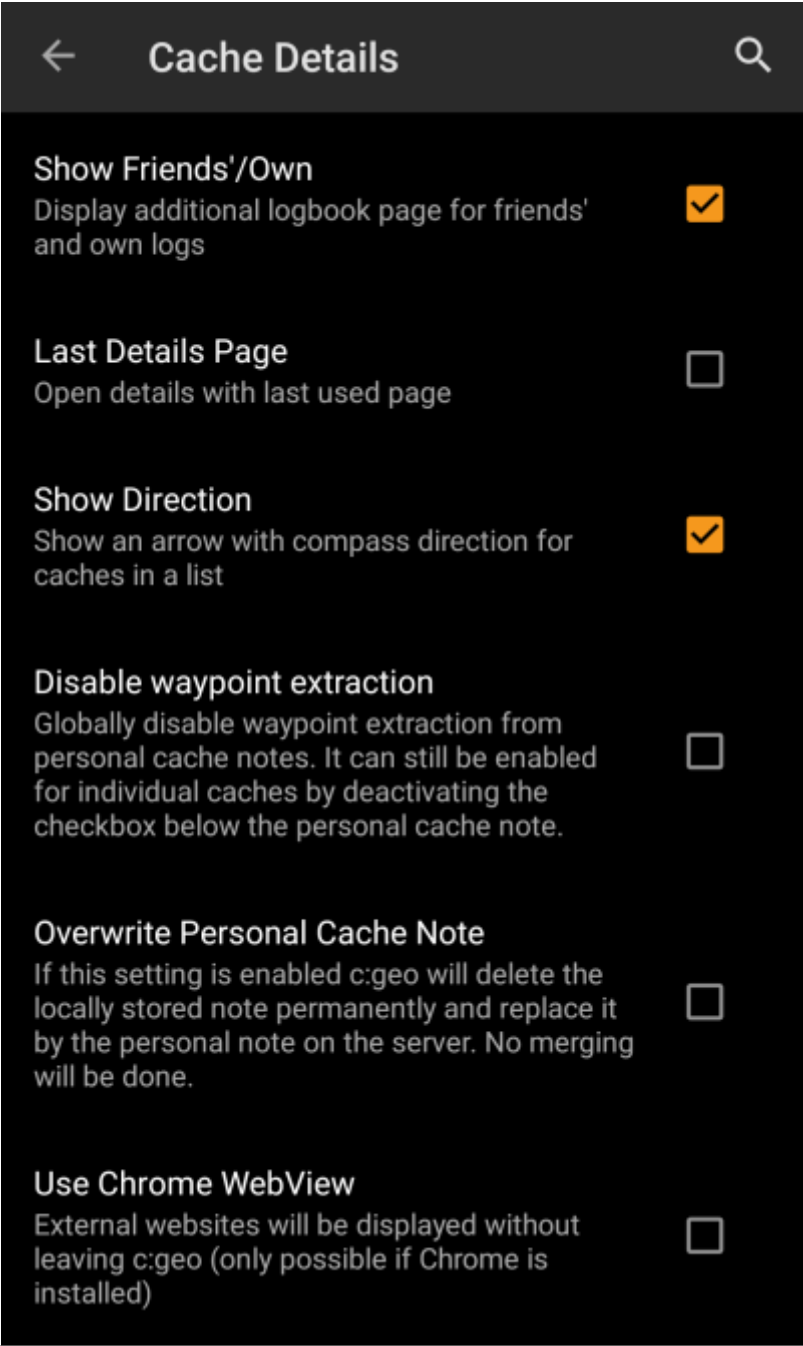 Cache Details
Show Friends'/Own
Display additional logbook page for friends'
and own logs
Last Details Page
Open details with last used page
Show Direction
Show an arrow with compass direction for
caches in a list
Disable waypoint extraction
Globally disable waypoint extraction from
personal cache notes. It can still be enabled
for individual caches by deactivating the
checkbox below the personal cache note.
Overwrite Personal Cache Note
If this setting is enabled c:geo will delete the
locally stored note permanently and replace it
by the personal note on the server. No merging
will be done.
Use Chrome WebView
External websites will be displayed without
leaving c:geo (only possible if Chrome is
installed)